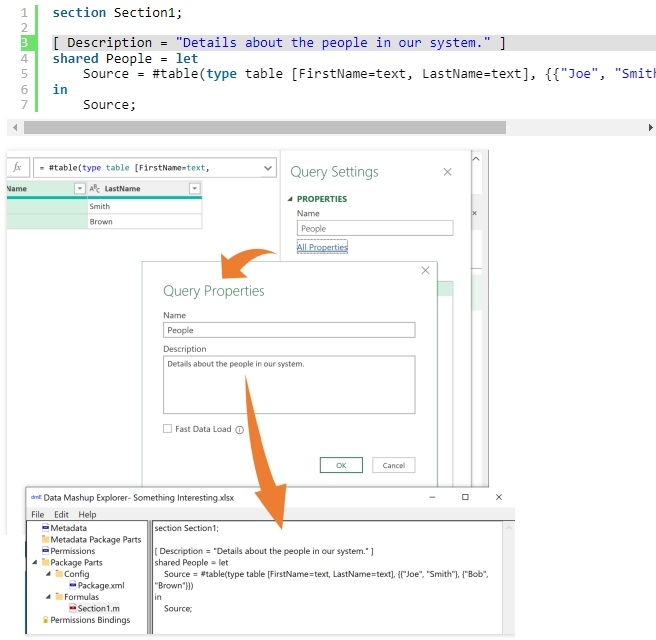 1 section Section1;
2
3 [ Description = "Details about the people in our system." ]
4 shared People = let
5 Source = #table(type table [FirstName=text, LastName=text], {{"Joe", "Smith
6 in
7 Source;
fx = #table(type table [FirstName=text,
Name ABC LastName
Smith
Brown
Query Settings
PROPERTIES
Name
People
All Properties
Query Properties
Name
People
Description
Details about the people in our system.
Fast Data Load
OK Cancel
dmE Data Mashup Explorer- Something Interesting.xlsx
File Edit Help
Metadata
Metadata Package Parts
Permissions
Package Parts
Config
Package.xml
Formulas
Section1.m
Permissions Bindings
section Section1;
[ Description = "Details about the people in our system." ]
shared People = let
Source = #table(type table [FirstName=text, LastName=text], {{"Joe", "Smith"}, {"Bob",
"Brown"}})
in
Source;